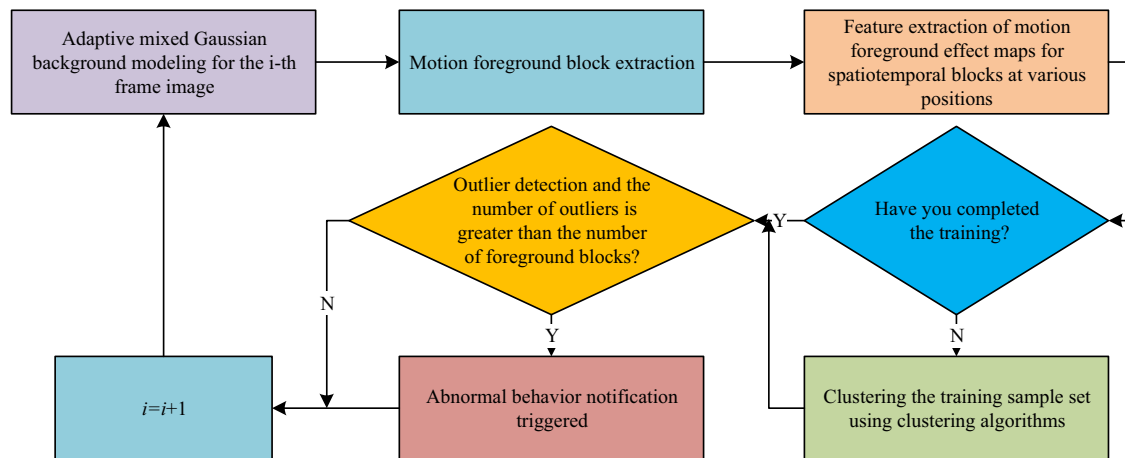 Adaptive mixed Gaussian
background modeling for the i-th
frame image
Motion foreground block extraction
Feature extraction of motion
foreground effect maps for
spatiotemporal blocks at various
positions
Have you completed
the training?
Y
N
Outlier detection and the
number of outliers is
greater than the number
of foreground blocks?
N
Y
Clustering the training sample set
using clustering algorithms
Abnormal behavior notification
triggered
i=i+1